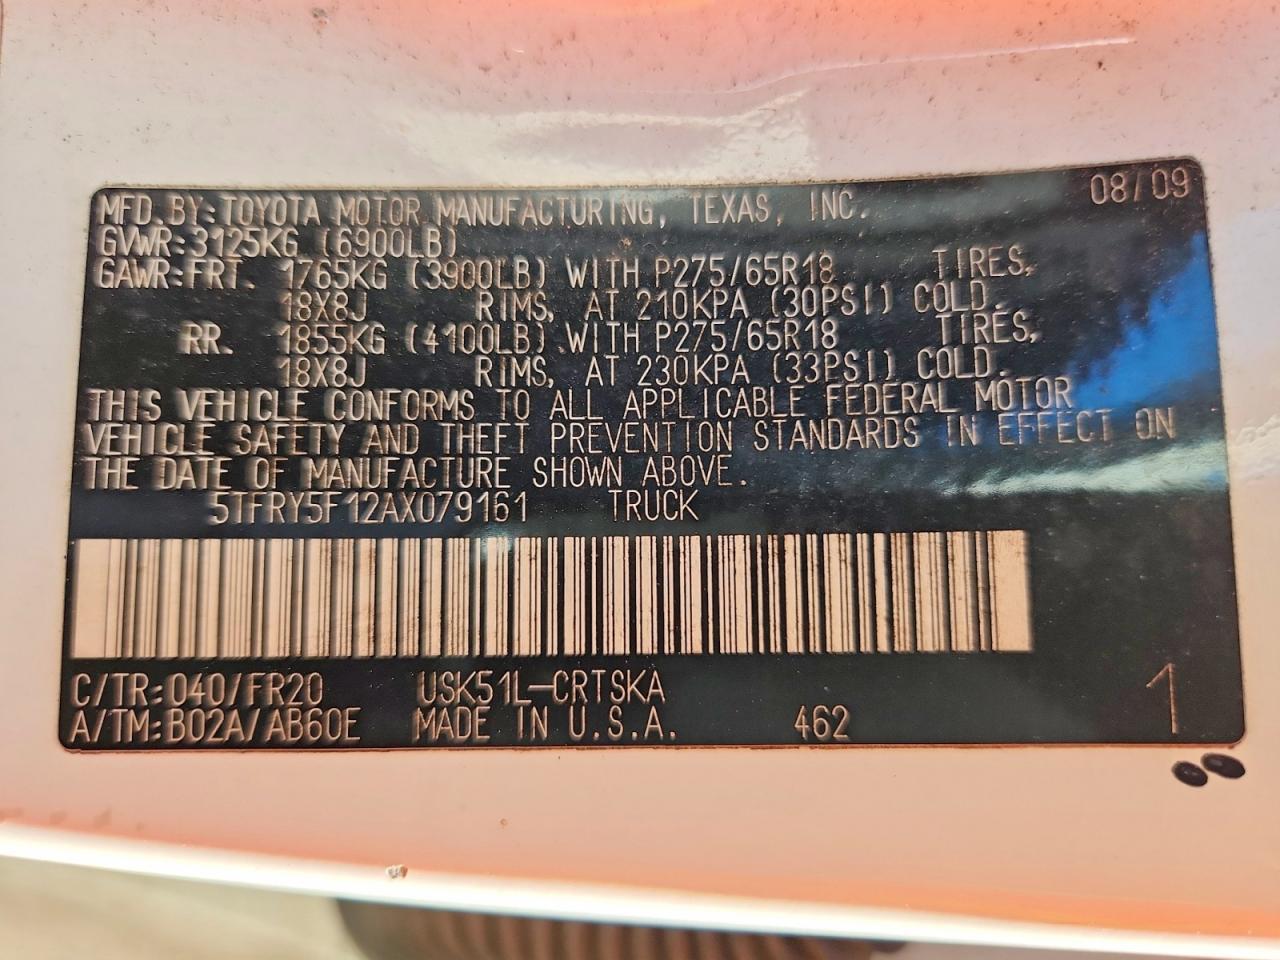 08/09
MFD.BY:TOYOTA MOTOR MANUFACTURING, TEXAS, INC.
GVWR:3125KG (6900LB)
GAWR:FRT. 1765KG (3900LB) WITH P275/65R18 TIRES,
18X8J RIMS, AT 210KPA (30PSI) COLD.
RR. 1855KG (4100LB) WITH P275/65R18 TIRES,
18X8J RIMS, AT 230KPA (33PSI) COLD.
THIS VEHICLE CONFORMS TO ALL APPLICABLE FEDERAL MOTOR
VEHICLE SAFETY AND THEFT PREVENTION STANDARDS IN EFFECT ON
THE DATE OF MANUFACTURE SHOWN ABOVE.
5TFRY5F12AX079161 TRUCK
C/TR:040/FR20 USK51L-CRTSKA
A/TM:B02A/AB60E MADE IN U.S.A. 462 1